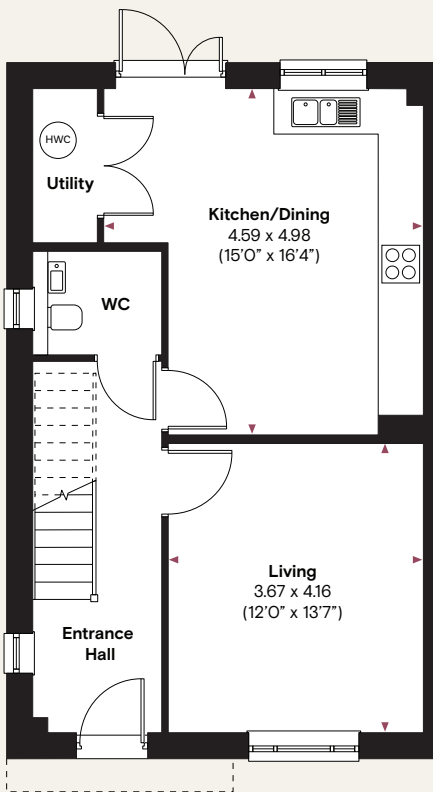 HWC
Utility
Kitchen/Dining
4.59 x 4.98
(15’0” x 16’4”)
WC
Living
3.67 x 4.16
(12’0” x 13’7”)
Entrance
Hall